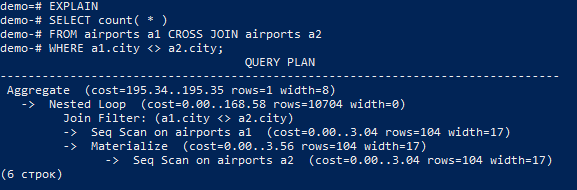 demo=# EXPLAIN
demo-# SELECT count( * )
demo-# FROM airports a1 CROSS JOIN airports a2
demo-# WHERE a1.city <> a2.city;
QUERY PLAN
--------------------------------------------------------------------------------
Aggregate (cost=195.34..195.35 rows=1 width=8)
-> Nested Loop (cost=0.00..168.58 rows=10704 width=0)
Join Filter: (a1.city <> a2.city)
-> Seq Scan on airports a1 (cost=0.00..3.04 rows=104 width=17)
-> Materialize (cost=0.00..3.56 rows=104 width=17)
-> Seq Scan on airports a2 (cost=0.00..3.04 rows=104 width=17)
(6 строк)